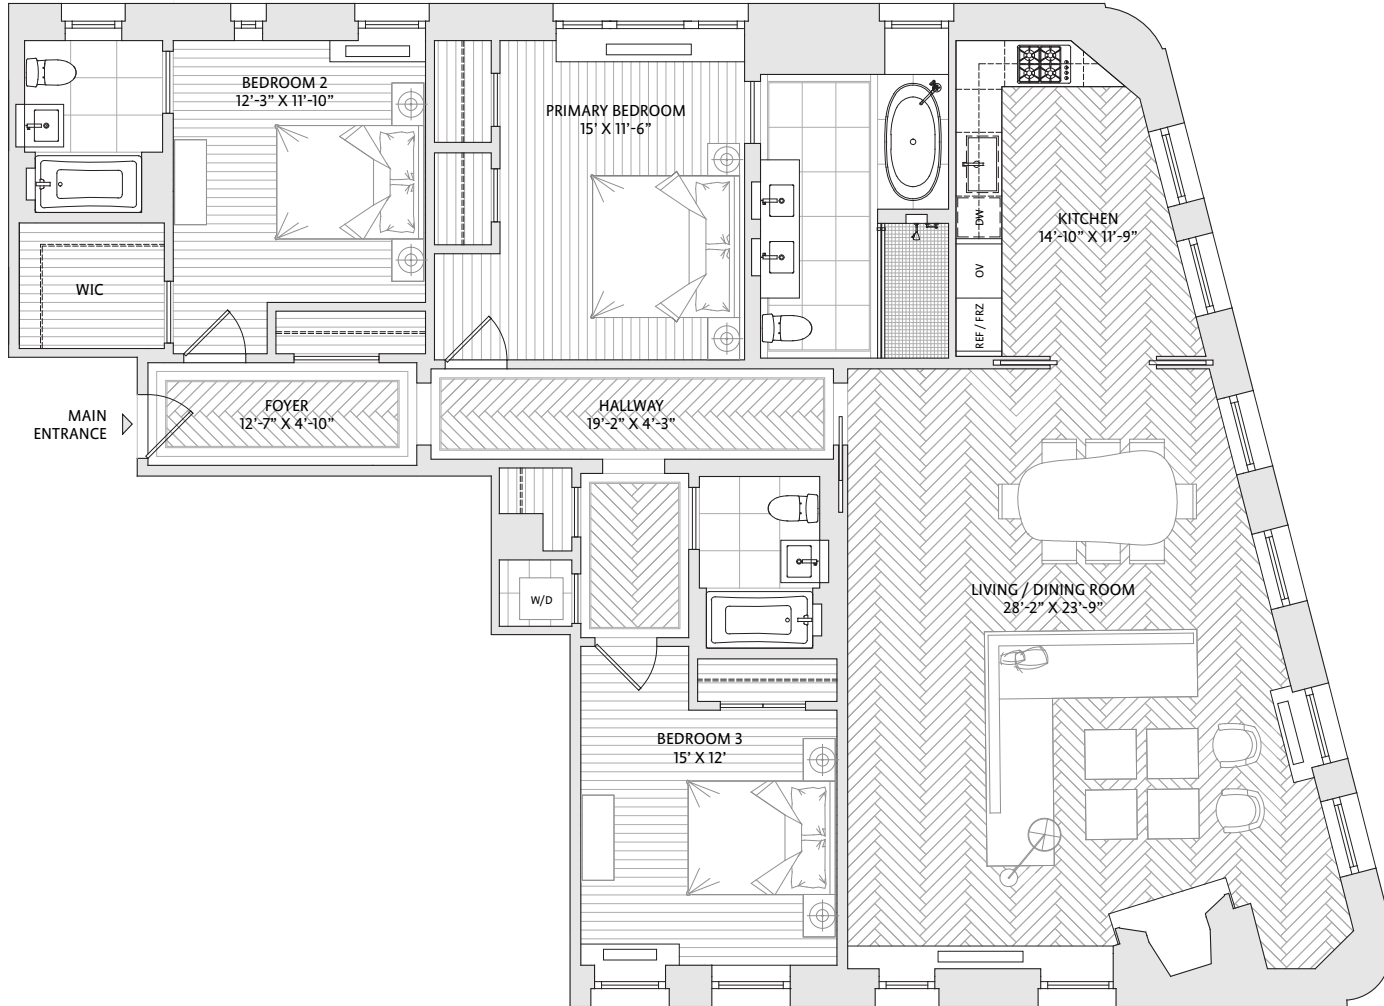 BEDROOM 2
12'-3” X 11'-10”
PRIMARY BEDROOM
15' X 11'-6”
KITCHEN
14'-10” X 11'-9”
DW
OV
REF / FRZ
WIC
MAIN
ENTRANCE
FOYER
12'-7” X 4'-10”
HALLWAY
19'-2” X 4'-3”
W/D
LIVING / DINING ROOM
28'-2” X 23'-9”
BEDROOM 3
15' X 12'